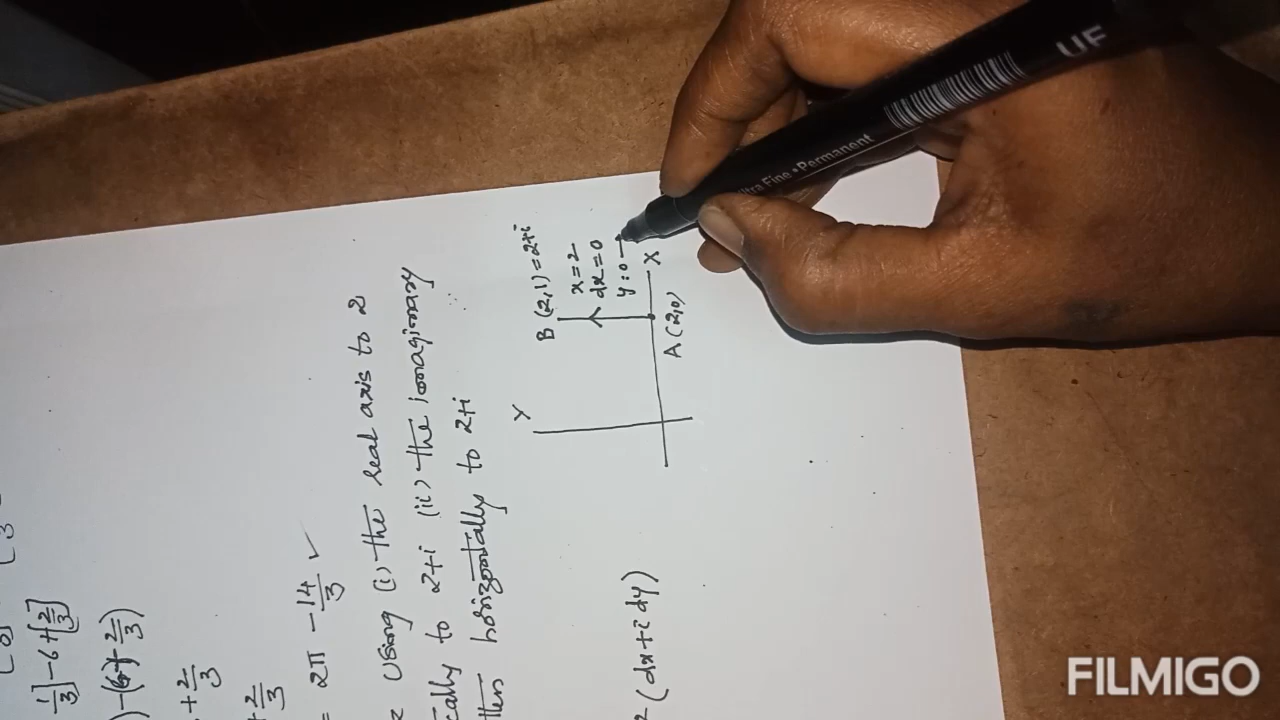 1/3] - 6 + [2/3]
) - (6 + 2/3)
+ 2/3
+ 2/3
= 2π - 14/3 ✓
using (i) the real axis to 2
cally to 2+i (ii) the Imaginary
horizontally to 2+i
Y
B (2,1) = 2+i
x = 2
dx = 0
y : 0 →
X
A (2,0)
2 (dx + i dy)
Ultra Fine • Permanent
UF
FILMIGO